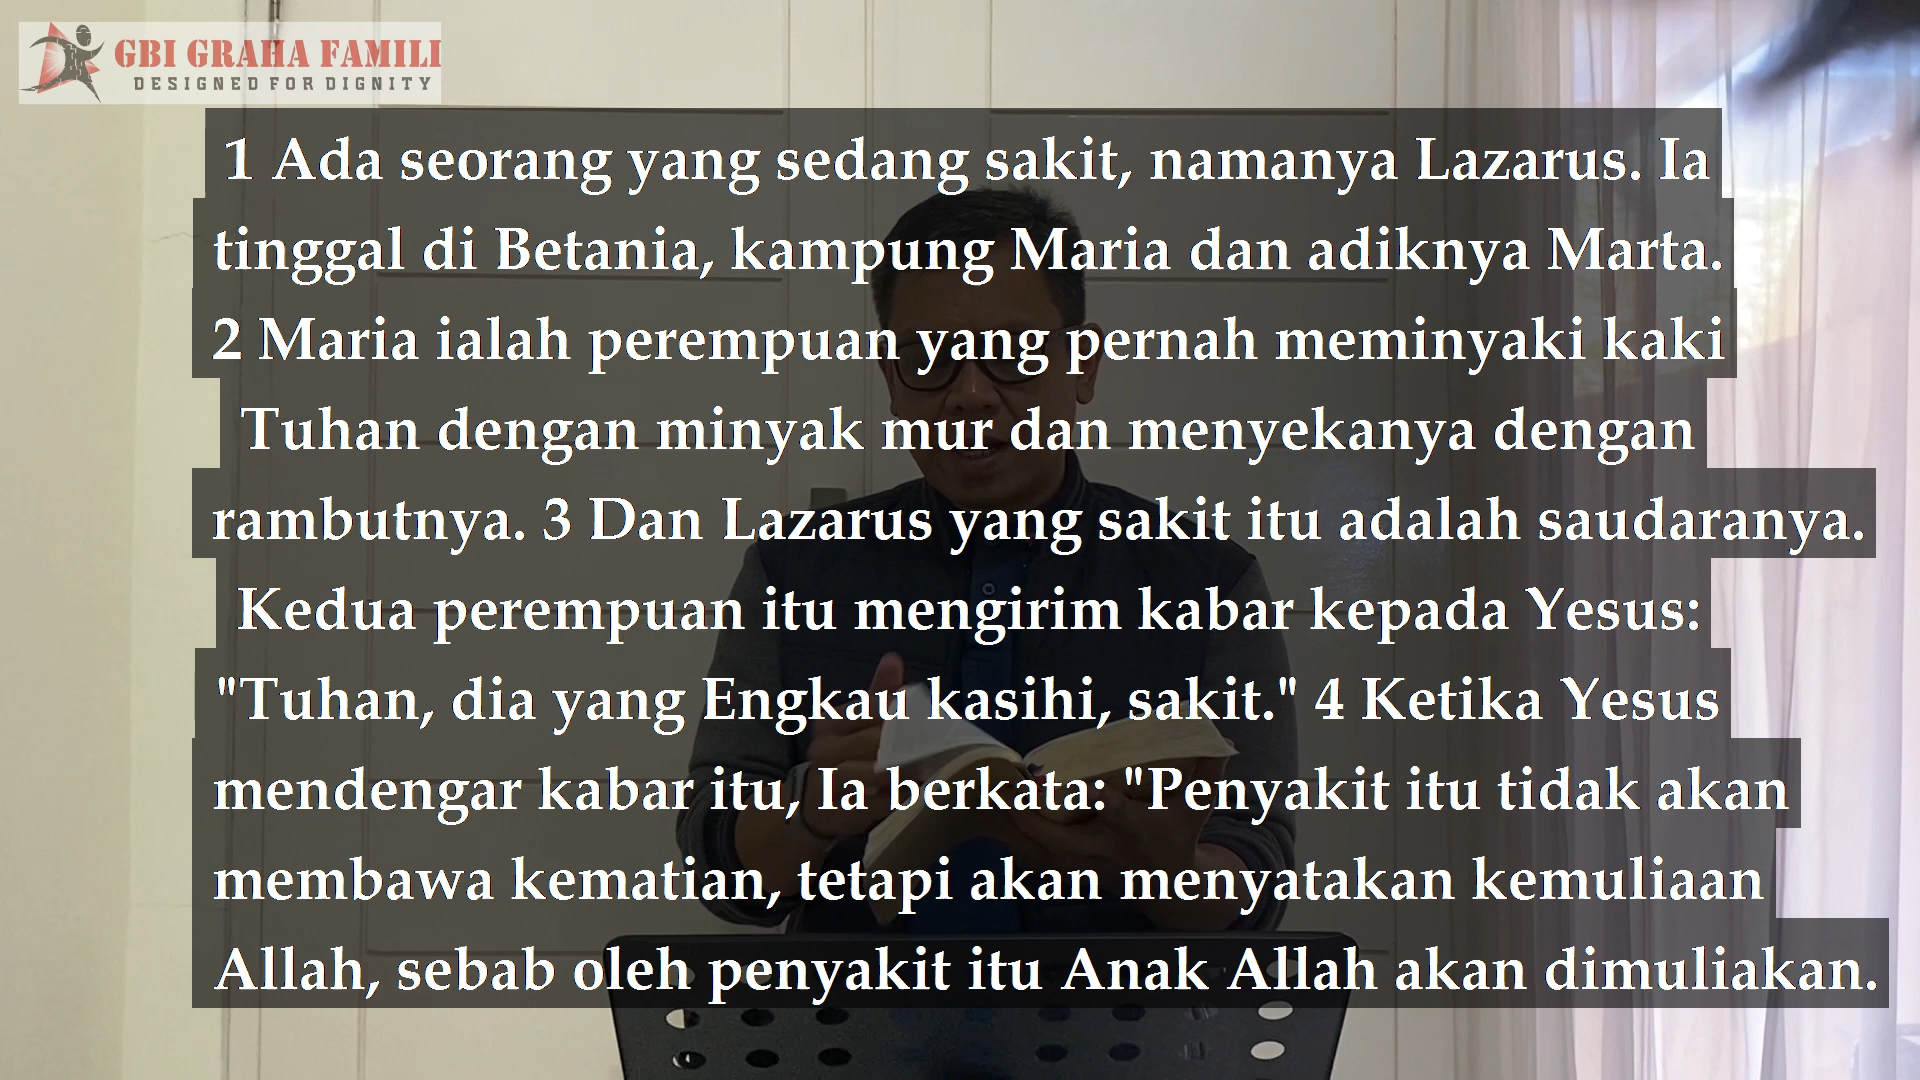 GBI GRAHA FAMILI
DESIGNED FOR DIGNITY
1 Ada seorang yang sedang sakit, namanya Lazarus. Ia
tinggal di Betania, kampung Maria dan adiknya Marta.
2 Maria ialah perempuan yang pernah meminyaki kaki
Tuhan dengan minyak mur dan menyekanya dengan
rambutnya. 3 Dan Lazarus yang sakit itu adalah saudaranya.
Kedua perempuan itu mengirim kabar kepada Yesus:
"Tuhan, dia yang Engkau kasihi, sakit." 4 Ketika Yesus
mendengar kabar itu, Ia berkata: "Penyakit itu tidak akan
membawa kematian, tetapi akan menyatakan kemuliaan
Allah, sebab oleh penyakit itu Anak Allah akan dimuliakan.